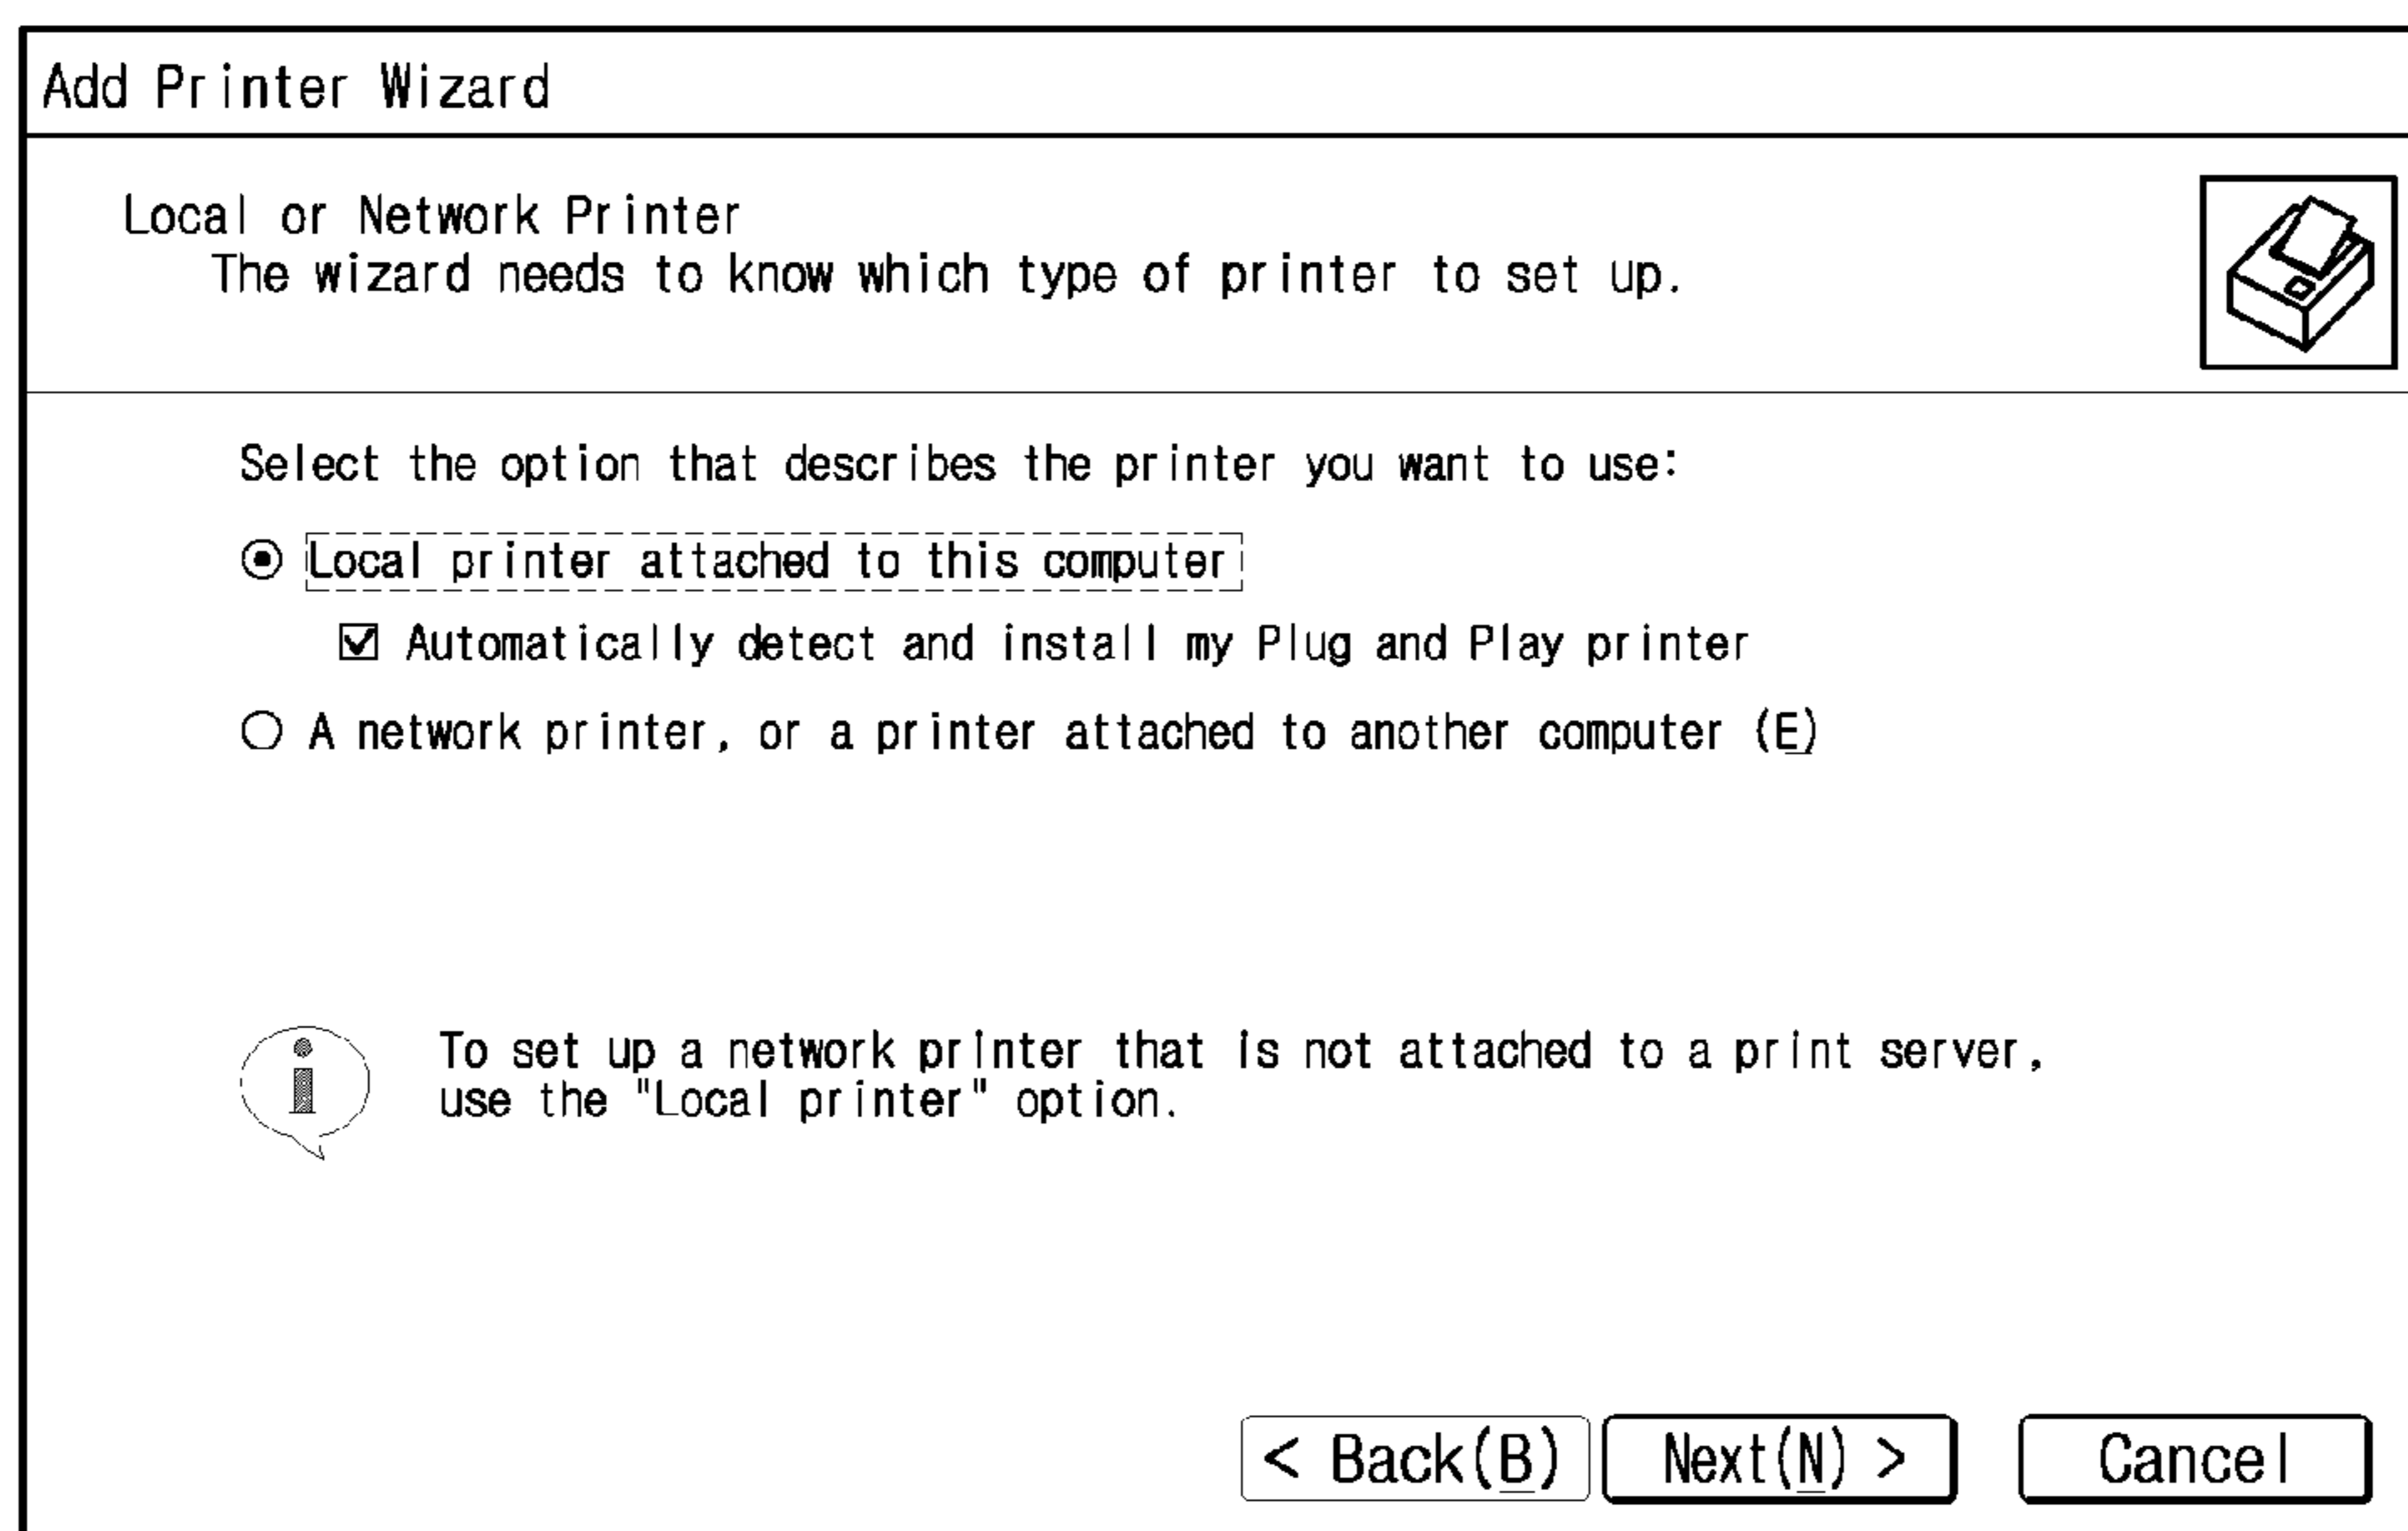 Add Printer Wizard
Local or Network Printer
The wizard needs to know which type of printer to set up.
Select the option that describes the printer you want to use:
Local printer attached to this computer
Automatically detect and install my Plug and Play printer
A network printer, or a printer attached to another computer (E)
To set up a network printer that is not attached to a print server,
use the "Local printer" option.
< Back(B) Next(N) > Cancel